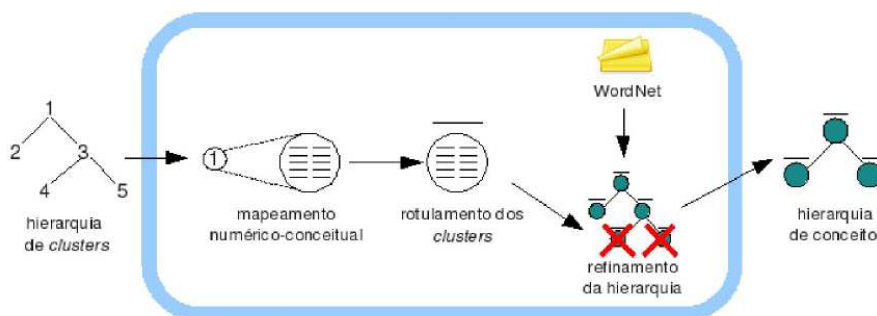 1
2
3
4
5
hierarquia
de clusters
1
mapeamento
numérico-conceitual
rotulamento dos
clusters
WordNet
refinamento
da hierarquia
hierarquia
de conceito